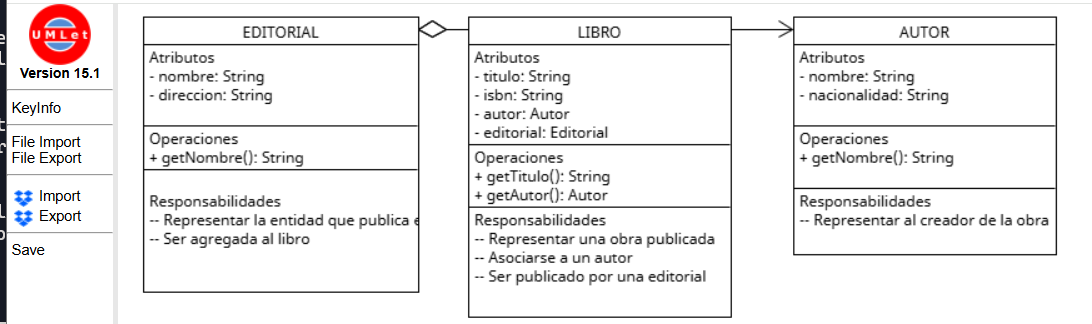 UMLet
Version 15.1
KeyInfo
File Import
File Export
Import
Export
Save
EDITORIAL
Atributos
- nombre: String
- direccion: String
Operaciones
+ getNombre(): String
Responsabilidades
-- Representar la entidad que publica e
-- Ser agregada al libro
LIBRO
Atributos
- titulo: String
- isbn: String
- autor: Autor
- editorial: Editorial
Operaciones
+ getTitulo(): String
+ getAutor(): Autor
Responsabilidades
-- Representar una obra publicada
-- Asociarse a un autor
-- Ser publicado por una editorial
AUTOR
Atributos
- nombre: String
- nacionalidad: String
Operaciones
+ getNombre(): String
Responsabilidades
-- Representar al creador de la obra